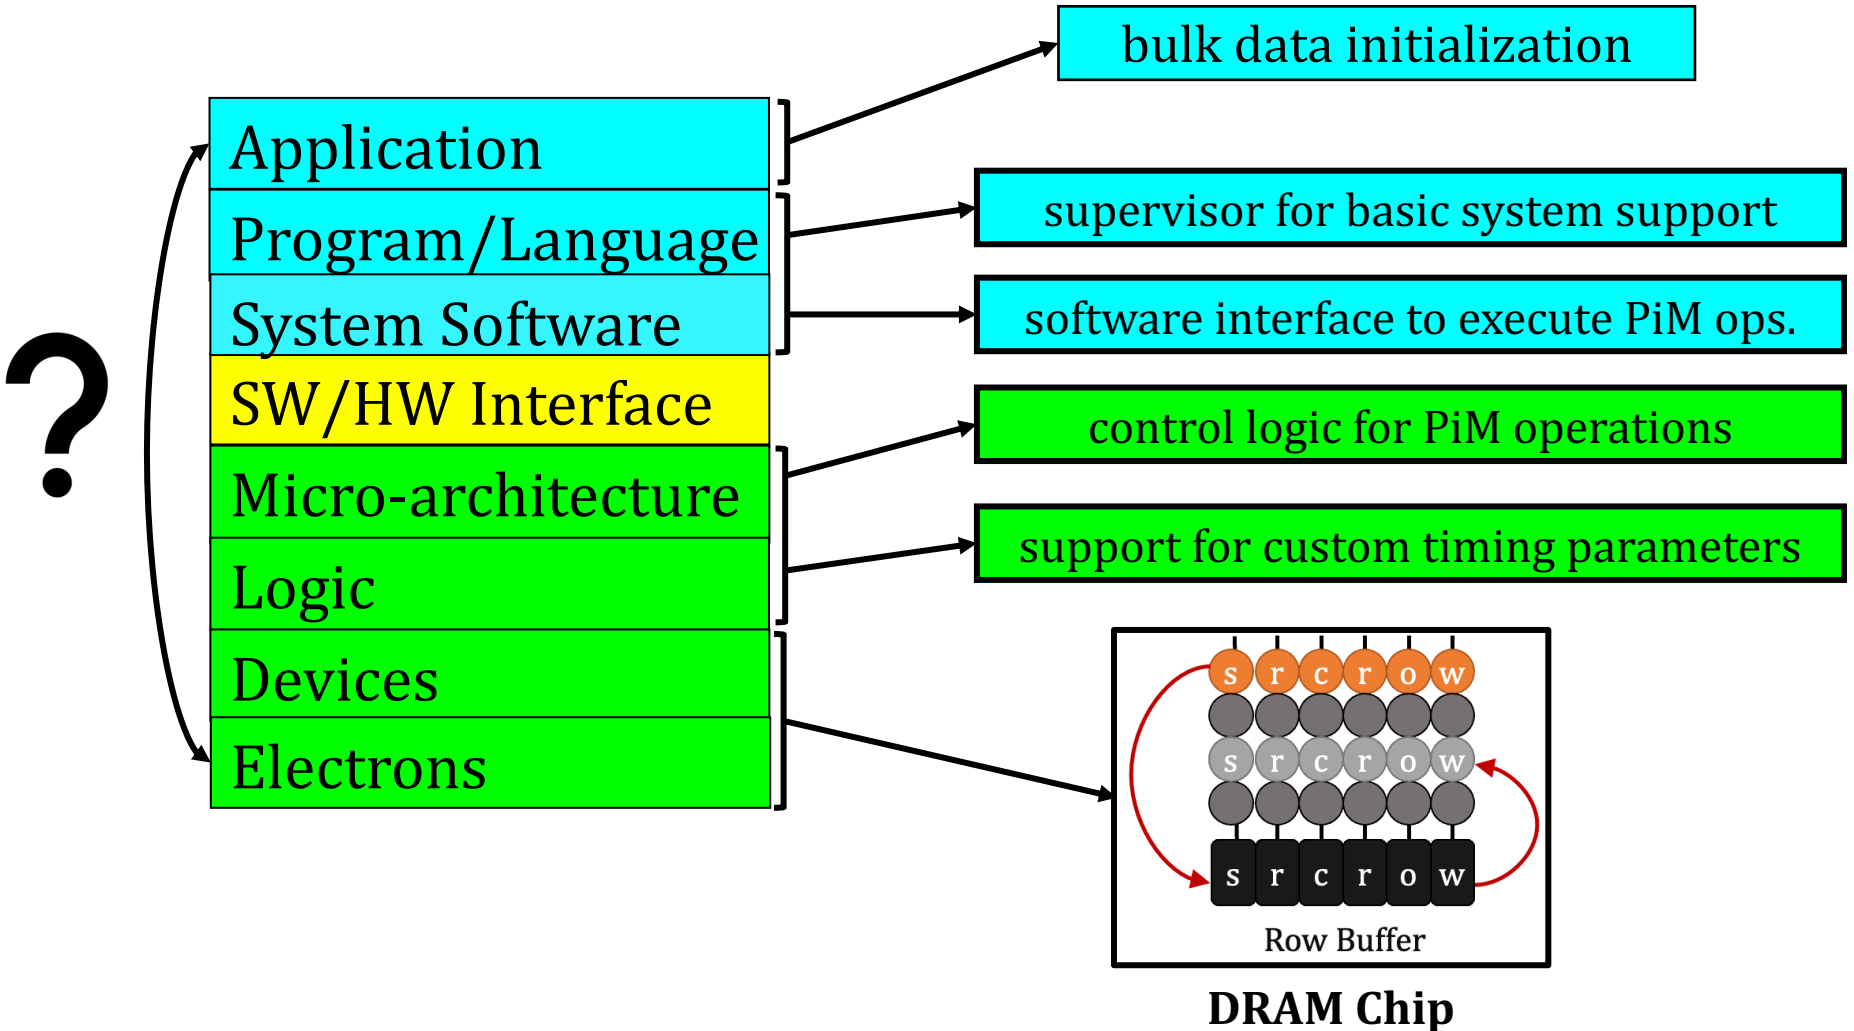 bulk data initialization
Application
Program/Language
supervisor for basic system support
System Software
software interface to execute PiM ops.
?
SW/HW Interface
control logic for PiM operations
Micro-architecture
support for custom timing parameters
Logic
Devices
Electrons
s r c r o w
s r c r o w
s r c r o w
Row Buffer
DRAM Chip